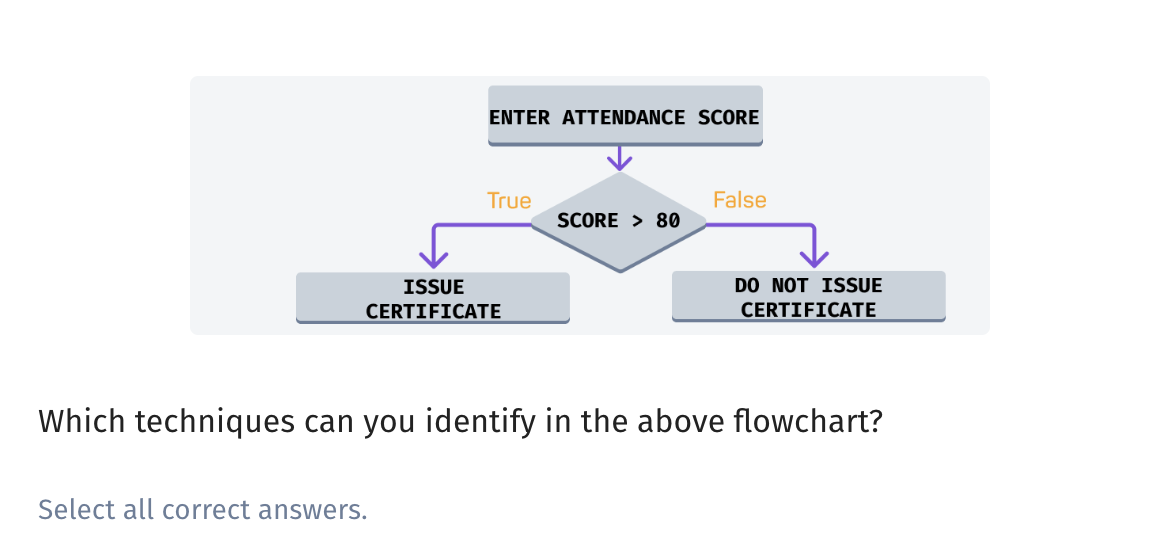 ENTER ATTENDANCE SCORE
True
False
SCORE > 80
ISSUE
CERTIFICATE
DO NOT ISSUE
CERTIFICATE
Which techniques can you identify in the above flowchart?
Select all correct answers.